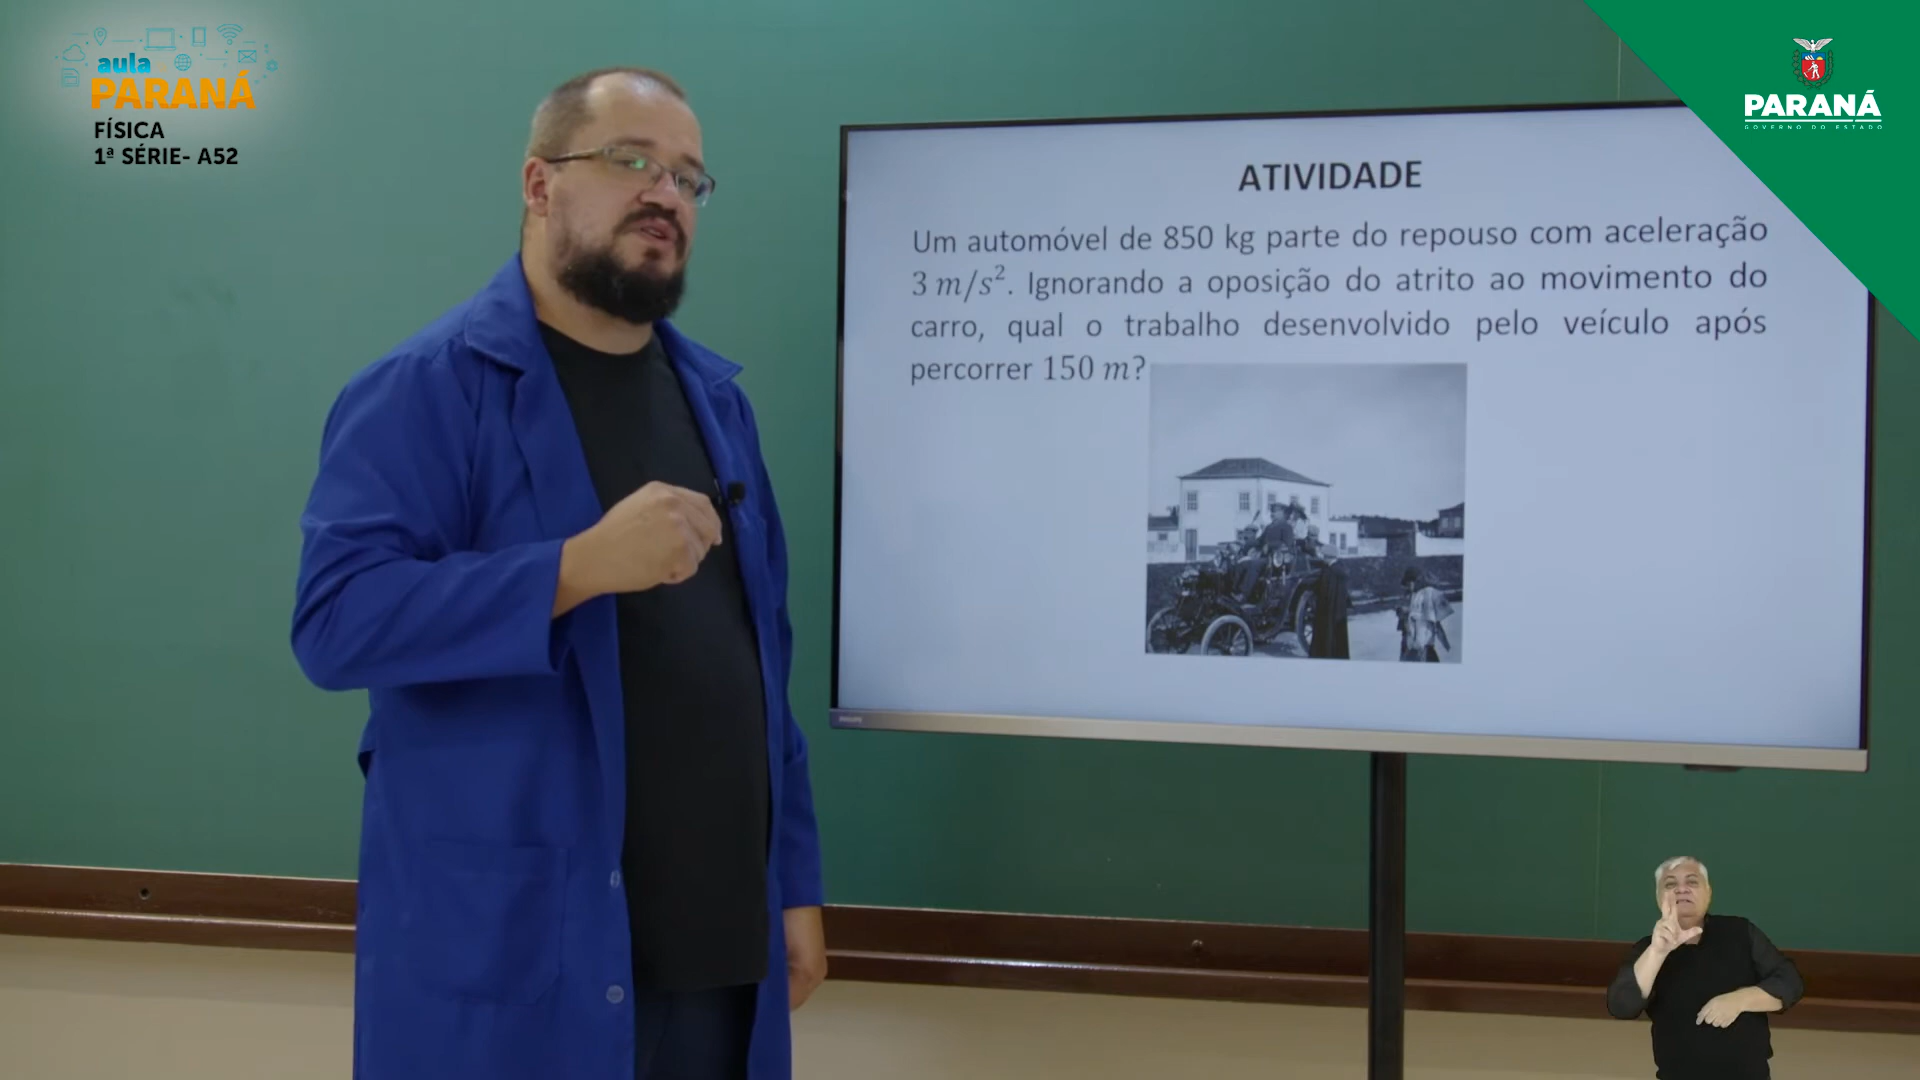 aula
PARANÁ
FÍSICA
1ª SÉRIE- A52
PARANÁ
GOVERNO DO ESTADO
ATIVIDADE
Um automóvel de 850 kg parte do repouso com aceleração
3 m/s². Ignorando a oposição do atrito ao movimento do
carro, qual o trabalho desenvolvido pelo veículo após
percorrer 150 m?
PHILIPS